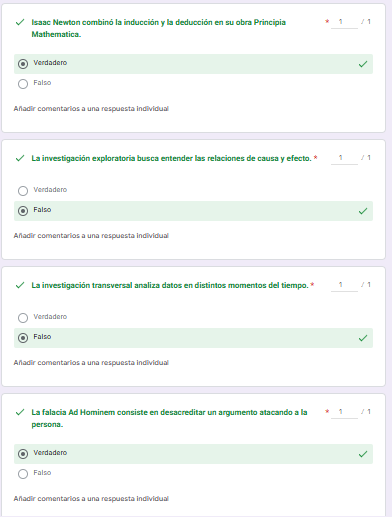 Isaac Newton combinó la inducción y la deducción en su obra Principia * 1 / 1
Mathematica.
Verdadero
Falso
Añadir comentarios a una respuesta individual
La investigación exploratoria busca entender las relaciones de causa y efecto. * 1 / 1
Verdadero
Falso
Añadir comentarios a una respuesta individual
La investigación transversal analiza datos en distintos momentos del tiempo. * 1 / 1
Verdadero
Falso
Añadir comentarios a una respuesta individual
La falacia Ad Hominem consiste en desacreditar un argumento atacando a la * 1 / 1
persona.
Verdadero
Falso
Añadir comentarios a una respuesta individual